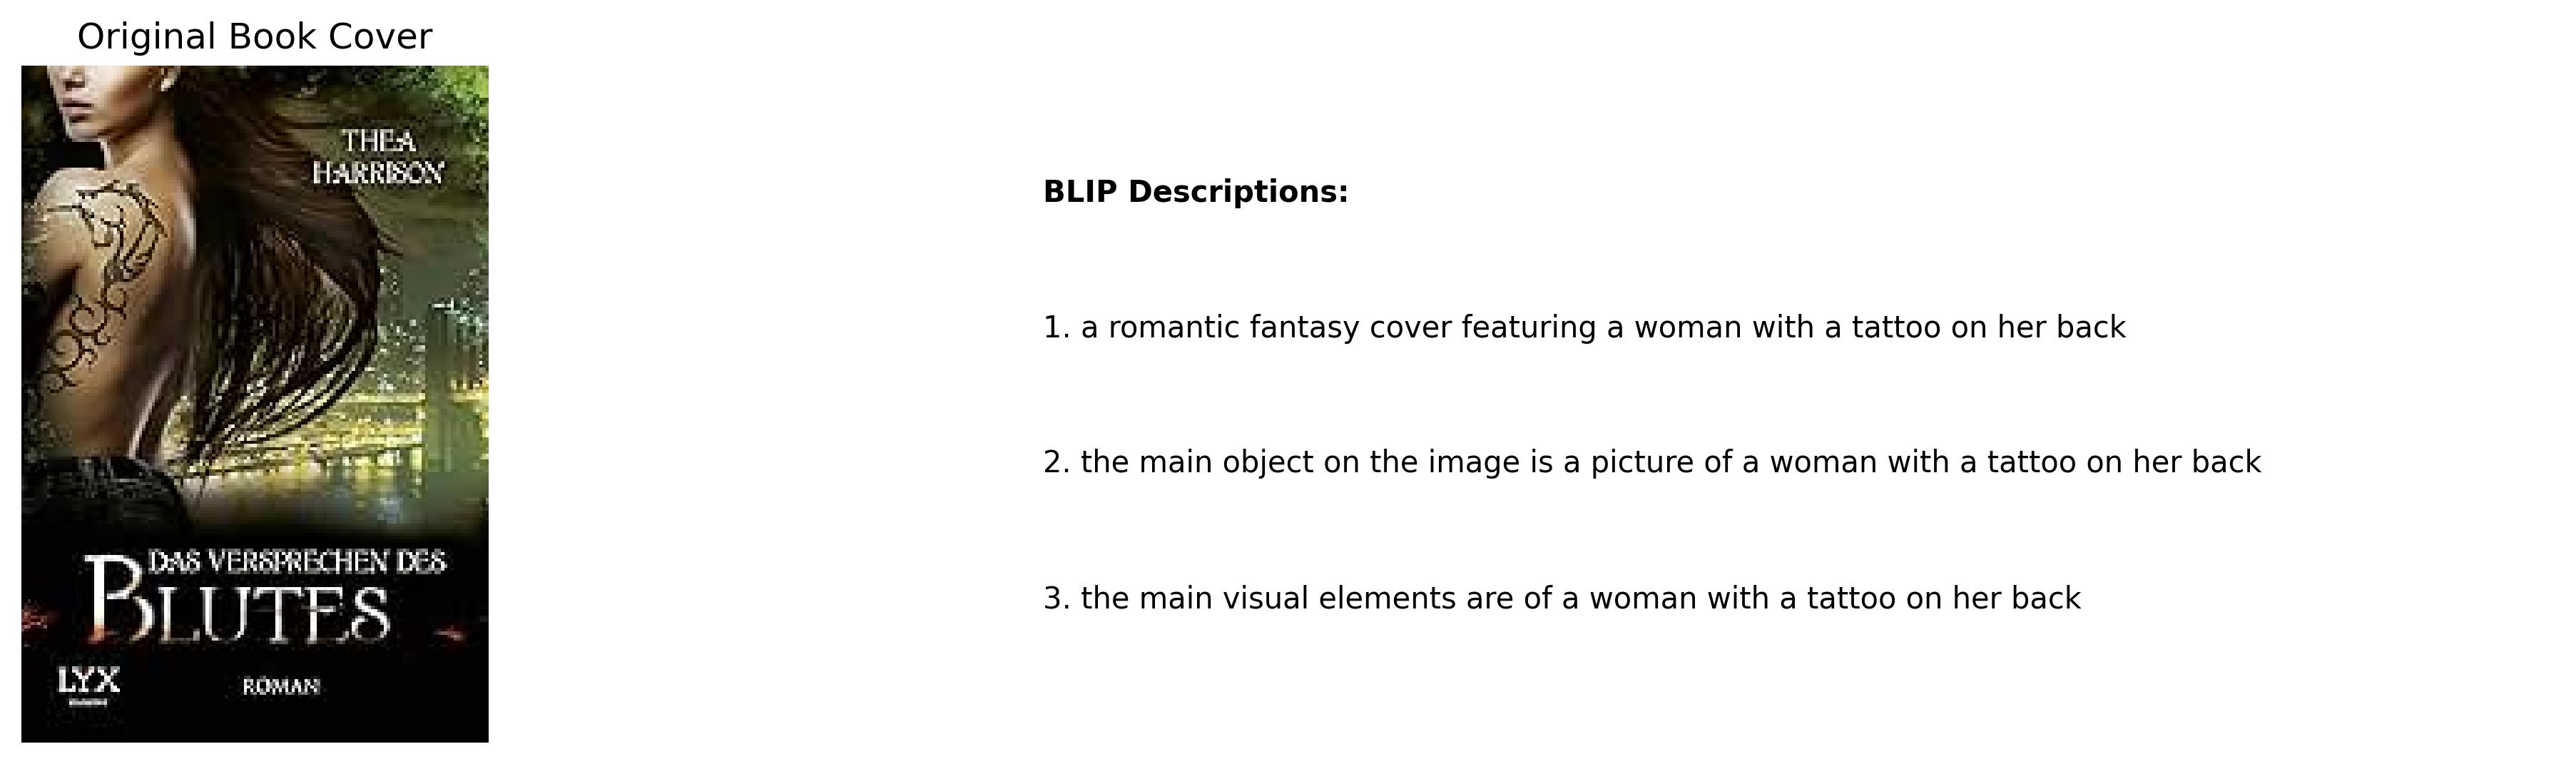 Original Book Cover
THEA
HARRISON
DAS VERSPRECHEN DES
BLUTES
LYX
ROMAN
BLIP Descriptions:
1. a romantic fantasy cover featuring a woman with a tattoo on her back
2. the main object on the image is a picture of a woman with a tattoo on her back
3. the main visual elements are of a woman with a tattoo on her back